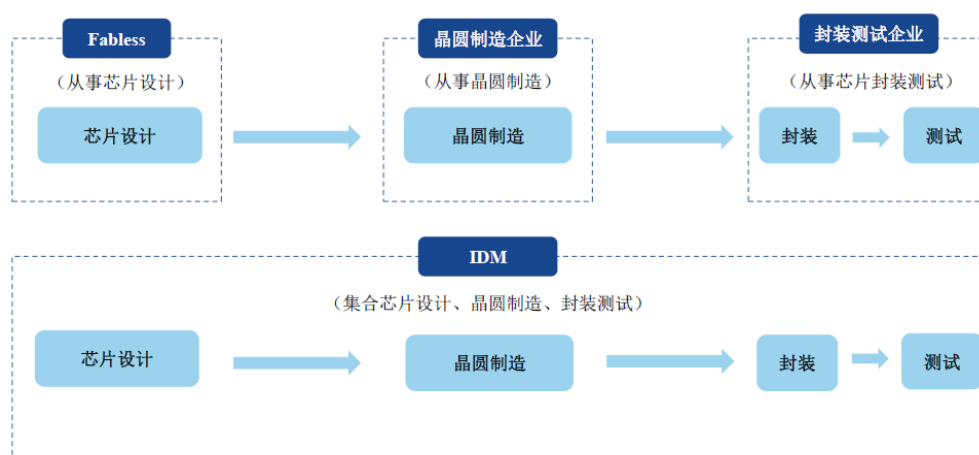 Fabless
晶圆制造企业
封装测试企业
（从事芯片设计）
（从事晶圆制造）
（从事芯片封装测试）
芯片设计
晶圆制造
封装
测试
IDM
（集合芯片设计、晶圆制造、封装测试）
芯片设计
晶圆制造
封装
测试